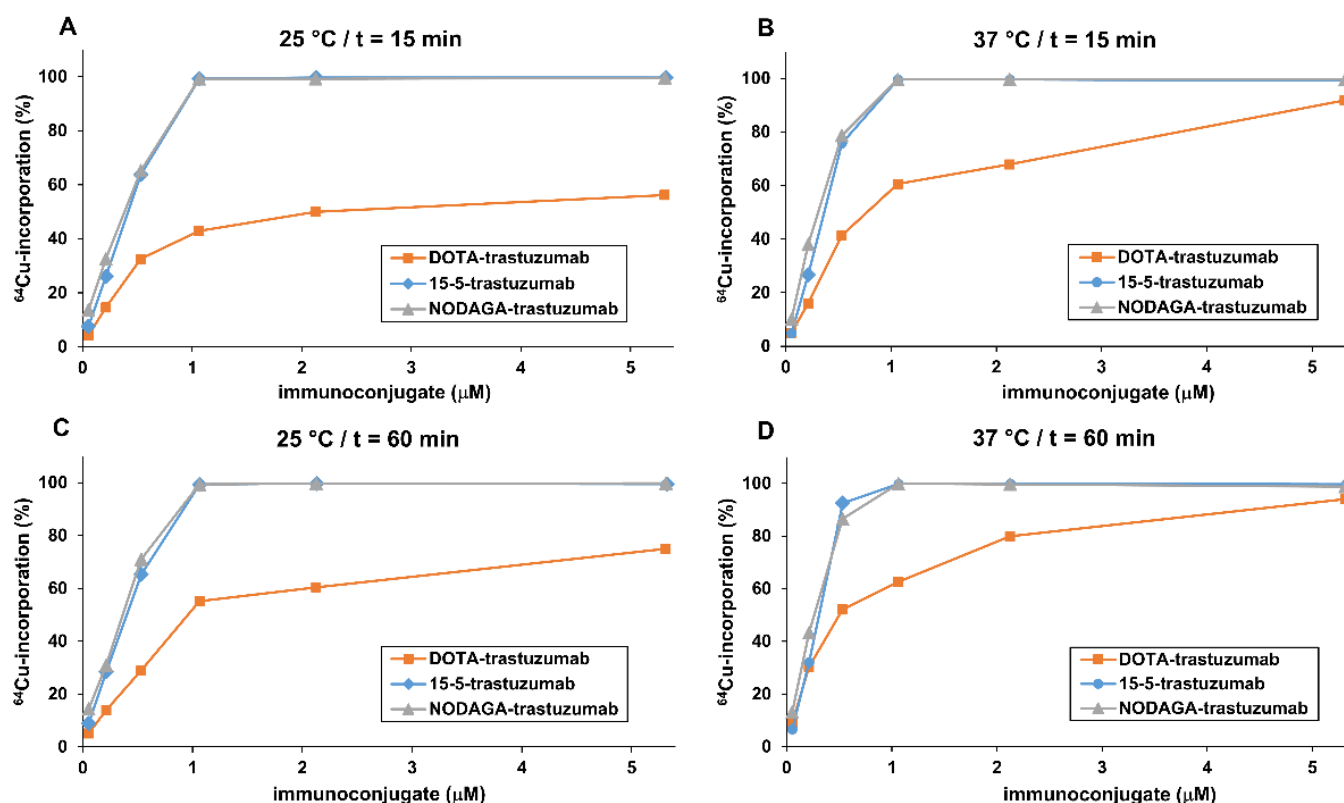 A
25 °C / t = 15 min
⁶⁴Cu-incorporation (%)
100
80
60
40
20
0
DOTA-trastuzumab
15-5-trastuzumab
NODAGA-trastuzumab
0 1 2 3 4 5
immunoconjugate (μM)
B
37 °C / t = 15 min
⁶⁴Cu-incorporation (%)
100
80
60
40
20
0
DOTA-trastuzumab
15-5-trastuzumab
NODAGA-trastuzumab
0 1 2 3 4 5
immunoconjugate (μM)
C
25 °C / t = 60 min
⁶⁴Cu-incorporation (%)
100
80
60
40
20
0
DOTA-trastuzumab
15-5-trastuzumab
NODAGA-trastuzumab
0 1 2 3 4 5
immunoconjugate (μM)
D
37 °C / t = 60 min
⁶⁴Cu-incorporation (%)
100
80
60
40
20
0
DOTA-trastuzumab
15-5-trastuzumab
NODAGA-trastuzumab
0 1 2 3 4 5
immunoconjugate (μM)